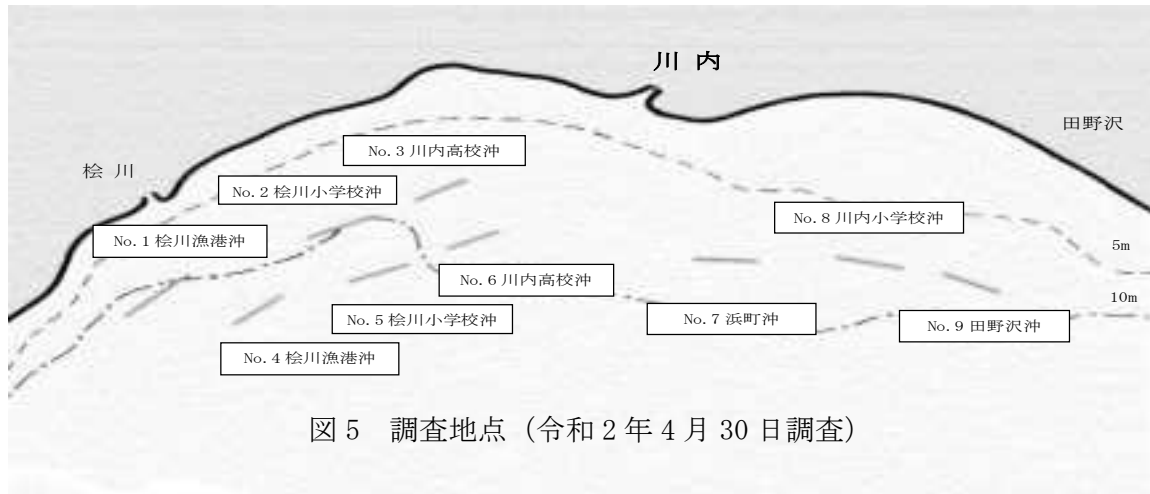 川内
田野沢
桧川
No.3 川内高校沖
No.2 桧川小学校沖
No.8 川内小学校沖
No.1 桧川漁港沖
5m
No.6 川内高校沖
10m
No.5 桧川小学校沖
No.7 浜町沖
No.9 田野沢沖
No.4 桧川漁港沖
図5 調査地点（令和2年4月30日調査）